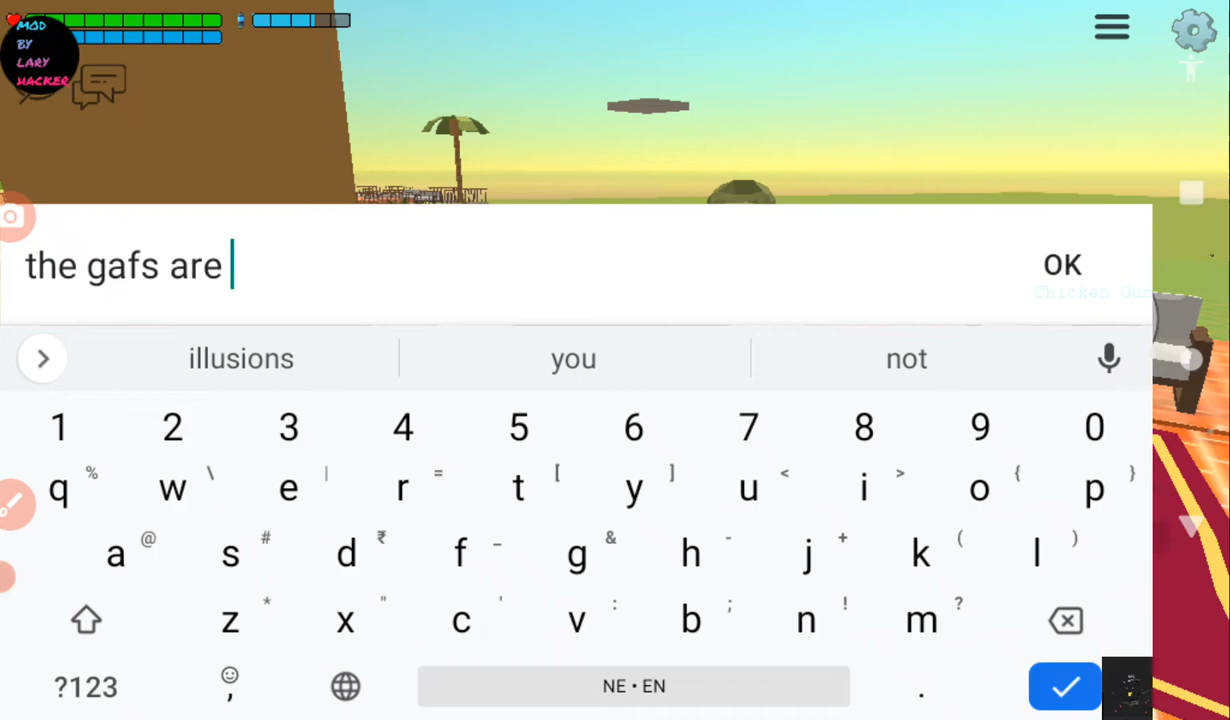 MOD
BY
LARY
HACKER
the gafs are
OK
Chicken Gun
illusions you not
1 2 3 4 5 6 7 8 9 0
q % w \ e | r = t [ y ] u < i > o { p }
a @ s # d ₹ f _ g & h - j + k ( l )
z * x " c ' v : b ; n ! m ?
?123 , NE • EN .